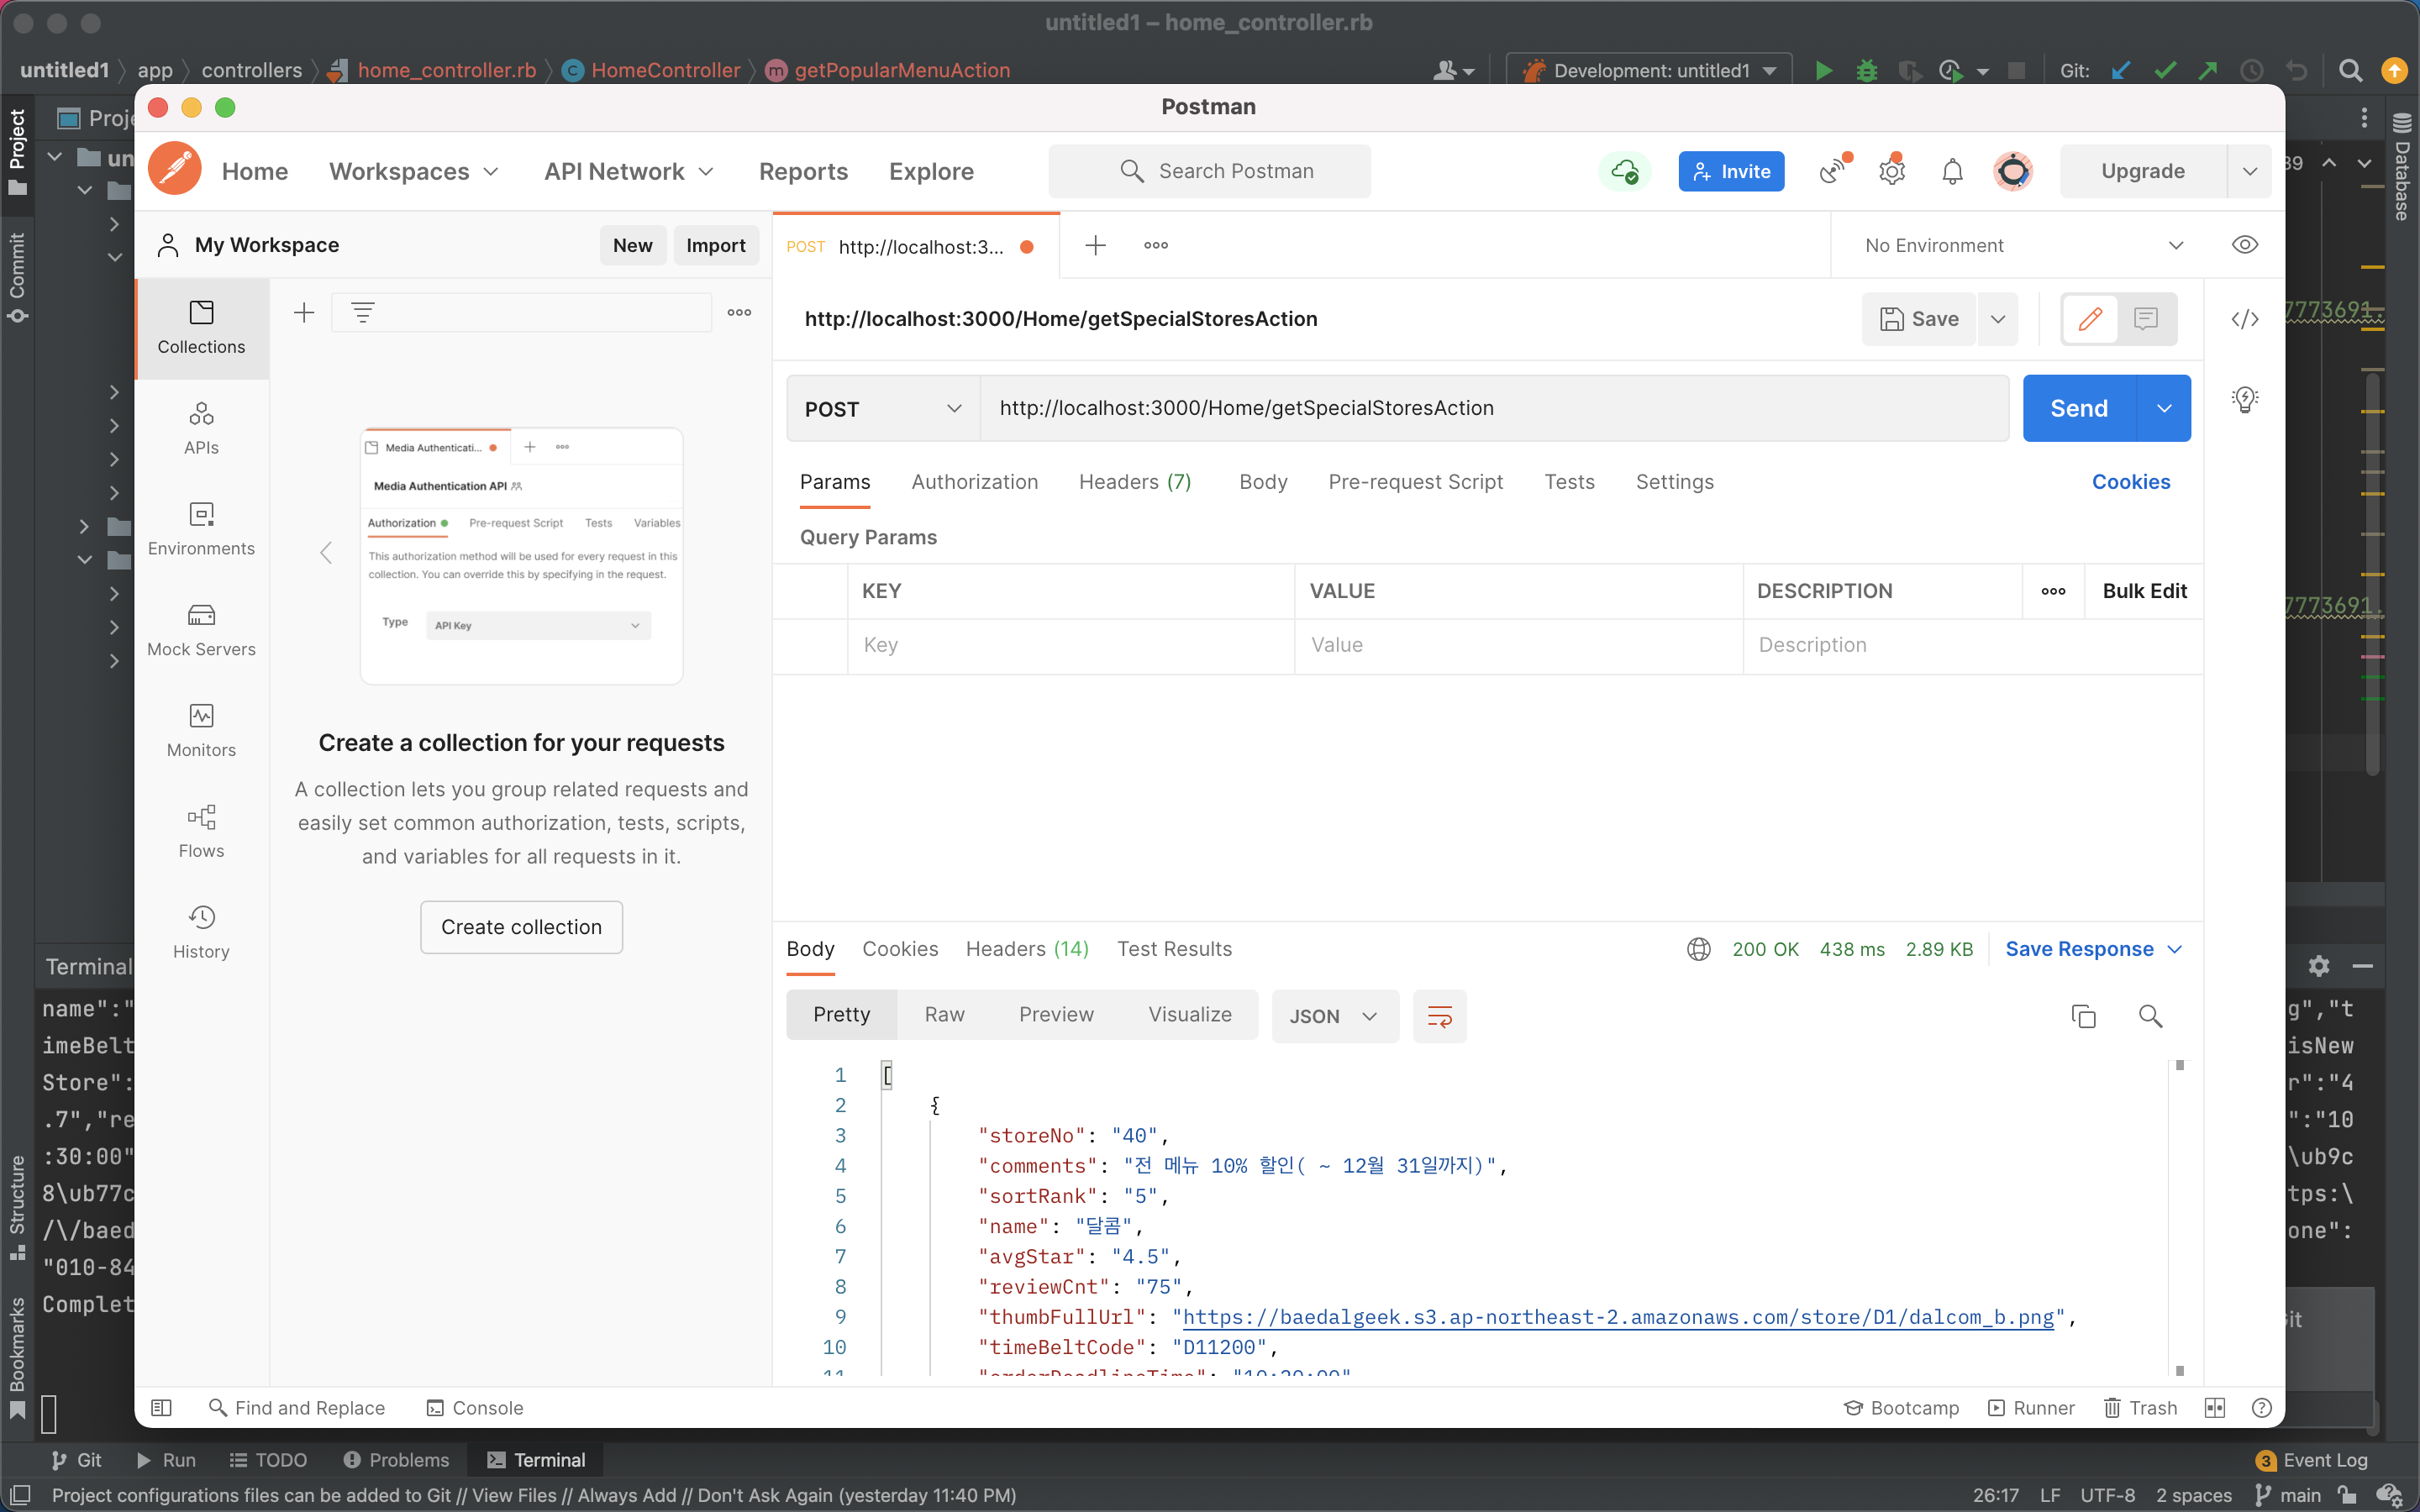 untitled1 – home_controller.rb
untitled1 app controllers home_controller.rb HomeController getPopularMenuAction
Development: untitled1
Git:
Postman
Project
Commit
Structure
Bookmarks
Database
Home Workspaces API Network Reports Explore
Search Postman
Invite
Upgrade
My Workspace
New Import
POST http://localhost:3...
No Environment
Collections
APIs
Environments
Mock Servers
Monitors
Flows
History
Media Authenticati...
Media Authentication API
Authorization Pre-request Script Tests Variables
This authorization method will be used for every request in this
collection. You can override this by specifying in the request.
Type API Key
Create a collection for your requests
A collection lets you group related requests and
easily set common authorization, tests, scripts,
and variables for all requests in it.
Create collection
http://localhost:3000/Home/getSpecialStoresAction
Save
POST http://localhost:3000/Home/getSpecialStoresAction
Send
Params Authorization Headers (7) Body Pre-request Script Tests Settings
Cookies
Query Params
KEY VALUE DESCRIPTION Bulk Edit
Key Value Description
Body Cookies Headers (14) Test Results
200 OK 438 ms 2.89 KB Save Response
Pretty Raw Preview Visualize JSON
1 [
2 {
3 "storeNo": "40",
4 "comments": "전 메뉴 10% 할인( ~ 12월 31일까지)",
5 "sortRank": "5",
6 "name": "달콤",
7 "avgStar": "4.5",
8 "reviewCnt": "75",
9 "thumbFullUrl": "https://baedalgeek.s3.ap-northeast-2.amazonaws.com/store/D1/dalcom_b.png",
10 "timeBeltCode": "D11200",
Find and Replace Console
Bootcamp Runner Trash
Terminal
name":"
imeBelt
Store":
.7","re
:30:00"
8\ub77c
/\/baed
"010-84
Complet
7773691.
7773691.
g","t
isNew
r":"4
":"10
\ub9c
tps:\
one":
Git Run TODO Problems Terminal
3 Event Log
Project configurations files can be added to Git // View Files // Always Add // Don't Ask Again (yesterday 11:40 PM)
26:17 LF UTF-8 2 spaces main